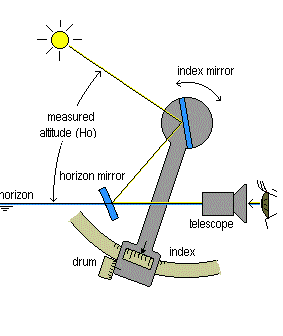 index mirror
measured
altitude (Ho)
horizon mirror
horizon
telescope
index
drum